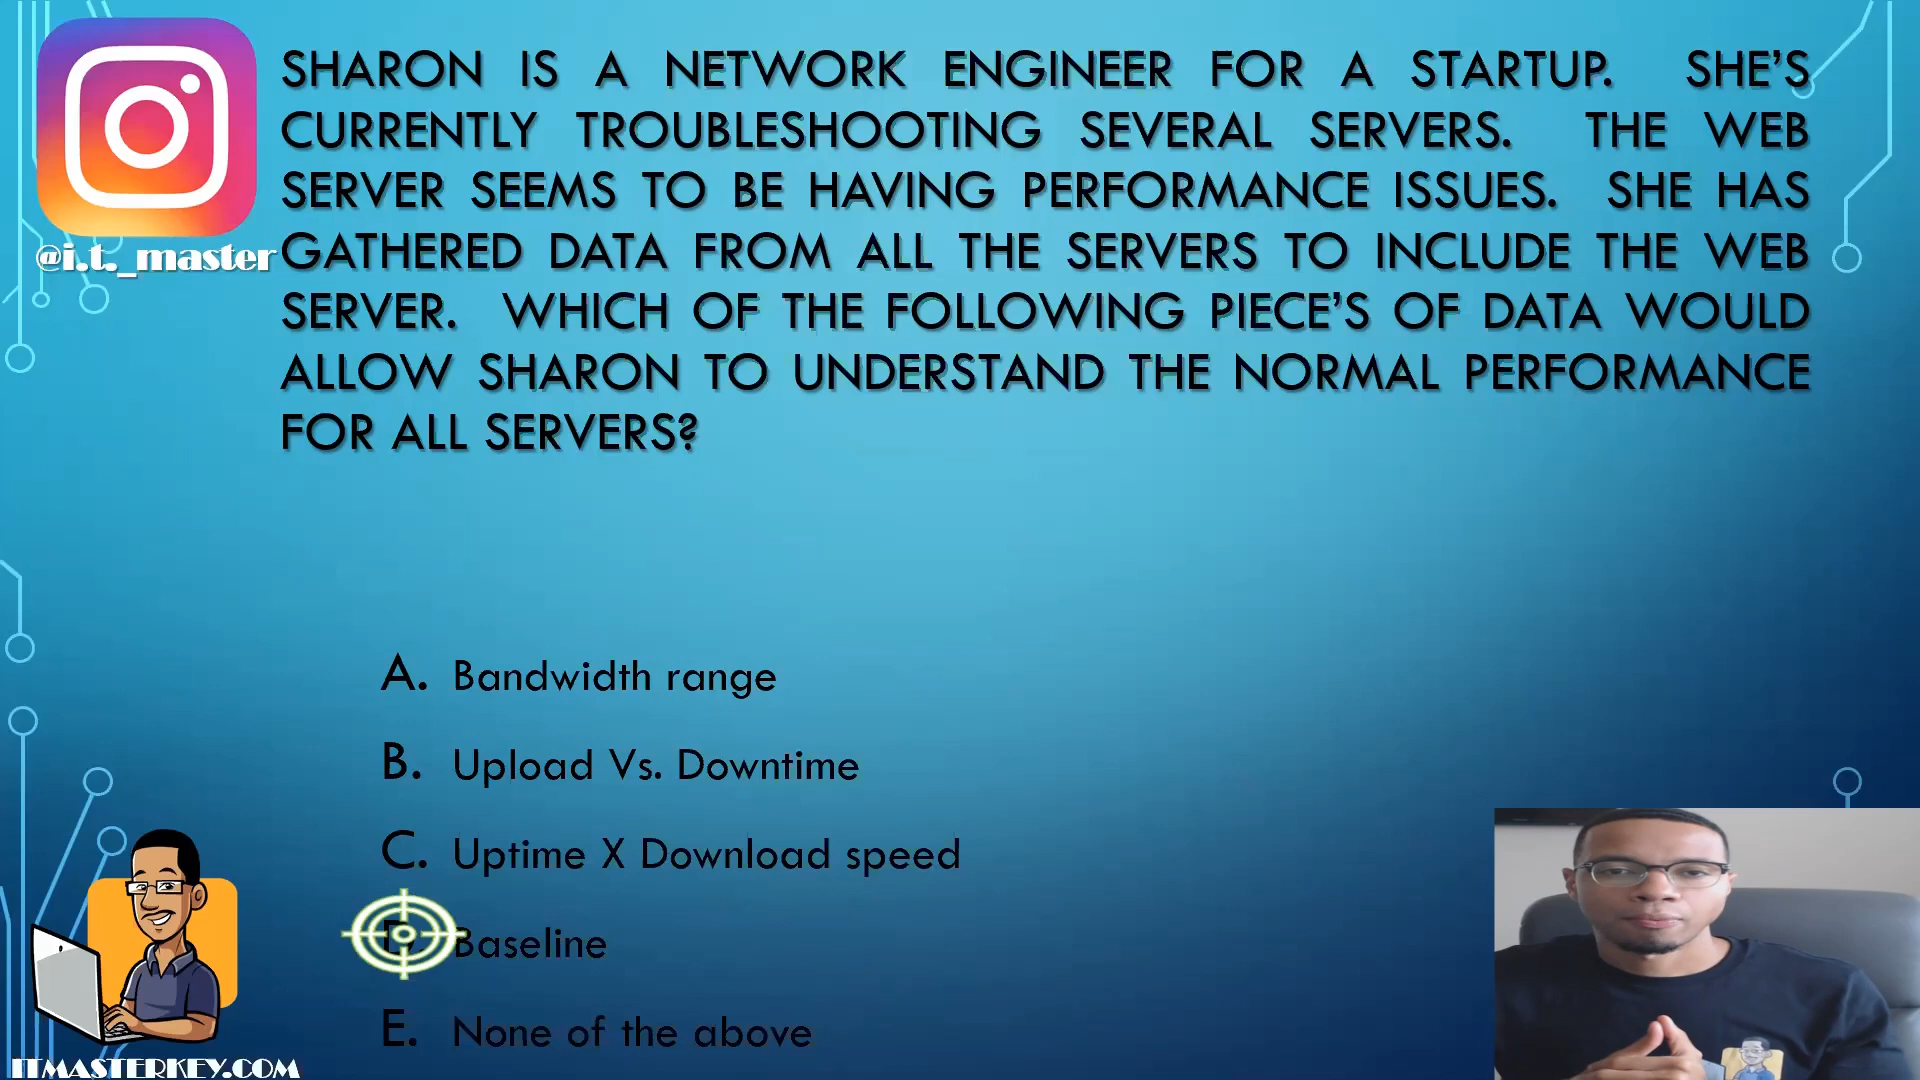 SHARON IS A NETWORK ENGINEER FOR A STARTUP. SHE'S
CURRENTLY TROUBLESHOOTING SEVERAL SERVERS. THE WEB
SERVER SEEMS TO BE HAVING PERFORMANCE ISSUES. SHE HAS
GATHERED DATA FROM ALL THE SERVERS TO INCLUDE THE WEB
SERVER. WHICH OF THE FOLLOWING PIECE'S OF DATA WOULD
ALLOW SHARON TO UNDERSTAND THE NORMAL PERFORMANCE
FOR ALL SERVERS?
@i.t._master
A. Bandwidth range
B. Upload Vs. Downtime
C. Uptime X Download speed
D. Baseline
E. None of the above
ITMASTERKEY.COM